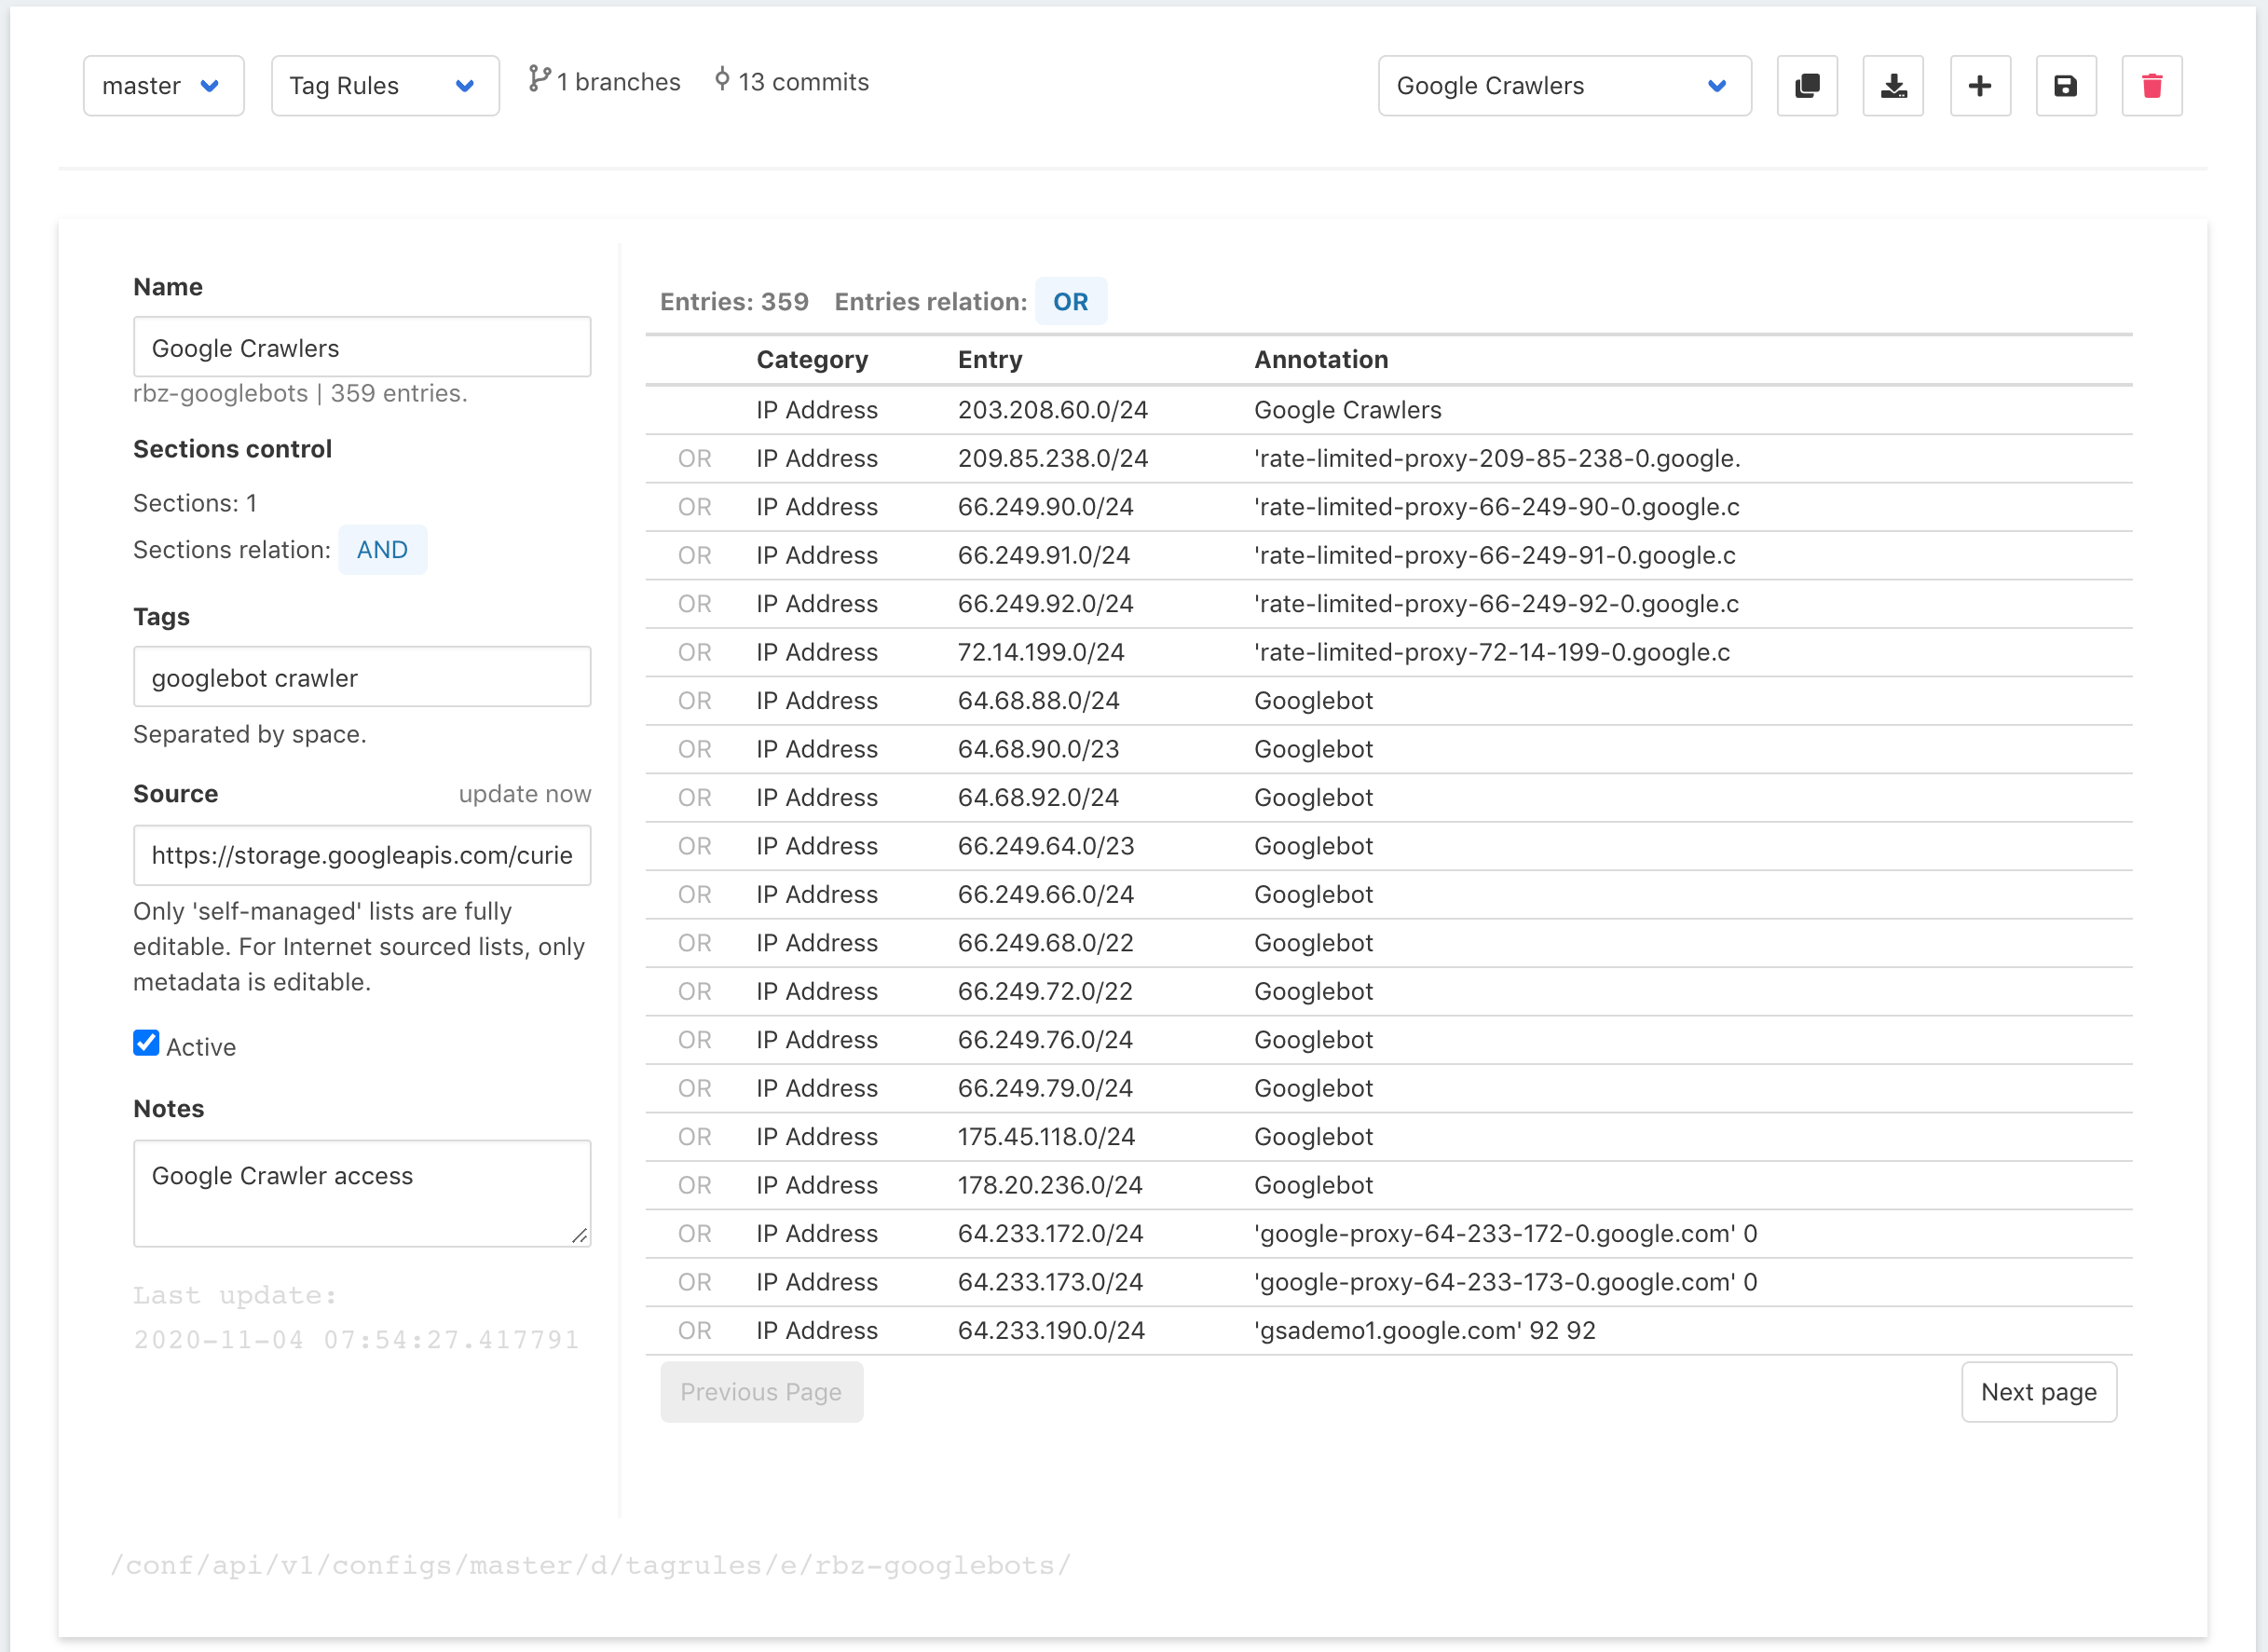 master Tag Rules 1 branches 13 commits Google Crawlers
Name
Google Crawlers
rbz-googlebots | 359 entries.
Sections control
Sections: 1
Sections relation: AND
Tags
googlebot crawler
Separated by space.
Source update now
https://storage.googleapis.com/curie
Only 'self-managed' lists are fully
editable. For Internet sourced lists, only
metadata is editable.
Active
Notes
Google Crawler access
Last update:
2020-11-04 07:54:27.417791
Entries: 359 Entries relation: OR
Category Entry Annotation
IP Address 203.208.60.0/24 Google Crawlers
OR IP Address 209.85.238.0/24 'rate-limited-proxy-209-85-238-0.google.
OR IP Address 66.249.90.0/24 'rate-limited-proxy-66-249-90-0.google.c
OR IP Address 66.249.91.0/24 'rate-limited-proxy-66-249-91-0.google.c
OR IP Address 66.249.92.0/24 'rate-limited-proxy-66-249-92-0.google.c
OR IP Address 72.14.199.0/24 'rate-limited-proxy-72-14-199-0.google.c
OR IP Address 64.68.88.0/24 Googlebot
OR IP Address 64.68.90.0/23 Googlebot
OR IP Address 64.68.92.0/24 Googlebot
OR IP Address 66.249.64.0/23 Googlebot
OR IP Address 66.249.66.0/24 Googlebot
OR IP Address 66.249.68.0/22 Googlebot
OR IP Address 66.249.72.0/22 Googlebot
OR IP Address 66.249.76.0/24 Googlebot
OR IP Address 66.249.79.0/24 Googlebot
OR IP Address 175.45.118.0/24 Googlebot
OR IP Address 178.20.236.0/24 Googlebot
OR IP Address 64.233.172.0/24 'google-proxy-64-233-172-0.google.com' 0
OR IP Address 64.233.173.0/24 'google-proxy-64-233-173-0.google.com' 0
OR IP Address 64.233.190.0/24 'gsademo1.google.com' 92 92
Previous Page Next page
/conf/api/v1/configs/master/d/tagrules/e/rbz-googlebots/